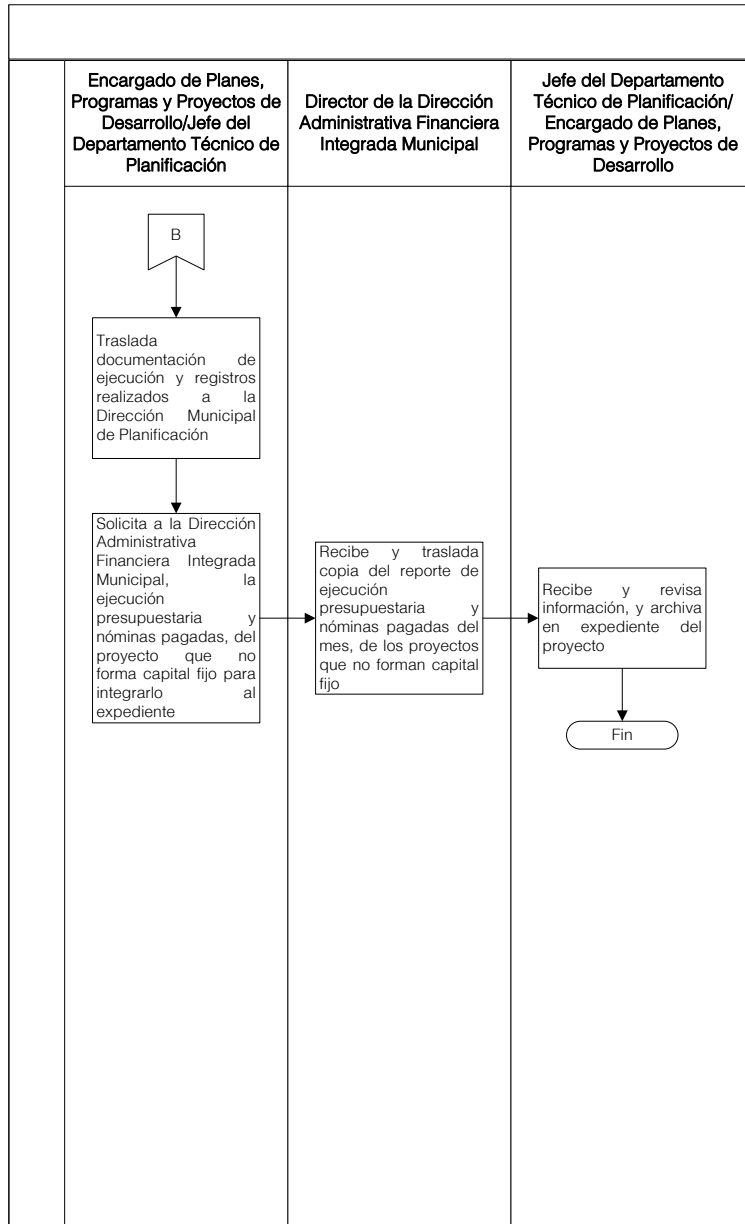 Encargado de Planes,
Programas y Proyectos de
Desarrollo/Jefe del
Departamento Técnico de
Planificación
Director de la Dirección
Administrativa Financiera
Integrada Municipal
Jefe del Departamento
Técnico de Planificación/
Encargado de Planes,
Programas y Proyectos de
Desarrollo
B
Traslada
documentación de
ejecución y registros
realizados a la
Dirección Municipal
de Planificación
Solicita a la Dirección
Administrativa
Financiera Integrada
Municipal, la
ejecución
presupuestaria y
nóminas pagadas, del
proyecto que no
forma capital fijo para
integrarlo al
expediente
Recibe y traslada
copia del reporte de
ejecución
presupuestaria y
nóminas pagadas del
mes, de los proyectos
que no forman capital
fijo
Recibe y revisa
información, y archiva
en expediente del
proyecto
Fin